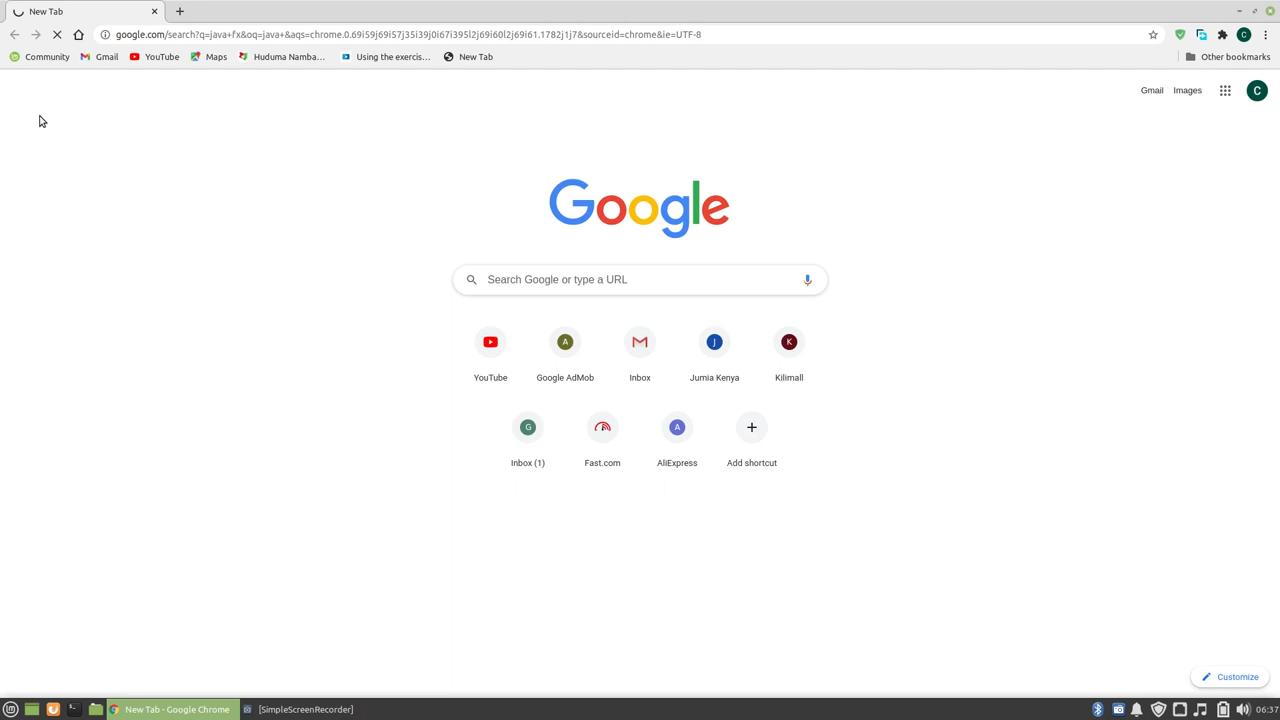 New Tab
google.com/search?q=java+fx&oq=java+&aqs=chrome.0.69i59j69i57j35i39j0i67i395l2j69i60l2j69i61.1782j1j7&sourceid=chrome&ie=UTF-8
C
Community Gmail YouTube Maps Huduma Namba... Using the exercis... New Tab Other bookmarks
Gmail Images C
Google
Search Google or type a URL
A J K
YouTube Google AdMob Inbox Jumia Kenya Kilimall
G A
Inbox (1) Fast.com AliExpress Add shortcut
Customize
New Tab - Google Chrome [SimpleScreenRecorder] 06:37